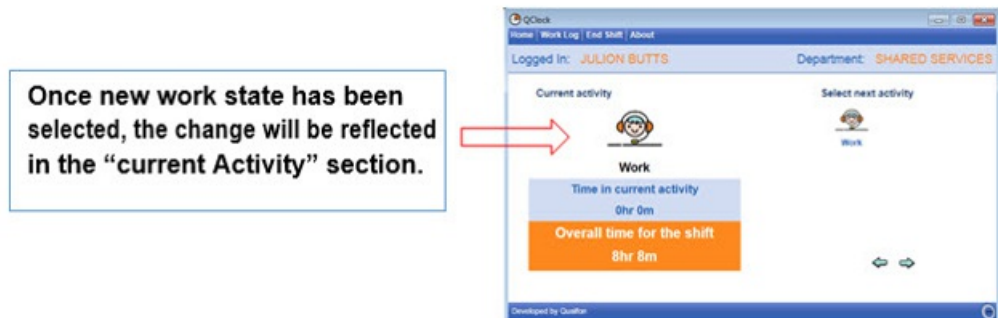 Once new work state has been
selected, the change will be reflected
in the “current Activity” section.
QClock
Home | Work Log | End Shift | About
Logged In: JULION BUTTS Department: SHARED SERVICES
Current activity
Work
Time in current activity
0hr 0m
Overall time for the shift
8hr 8m
Select next activity
Work
Developed by Qualfon